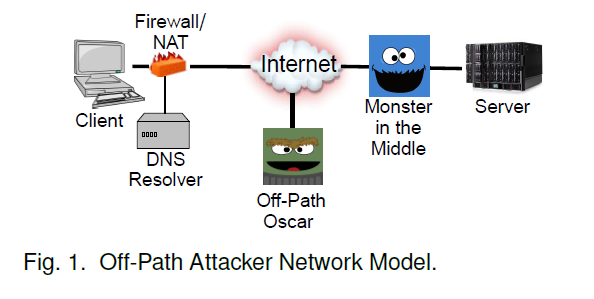 Firewall/
NAT
Internet
Client
DNS
Resolver
Monster
in the
Middle
Server
Off-Path
Oscar
Fig. 1. Off-Path Attacker Network Model.